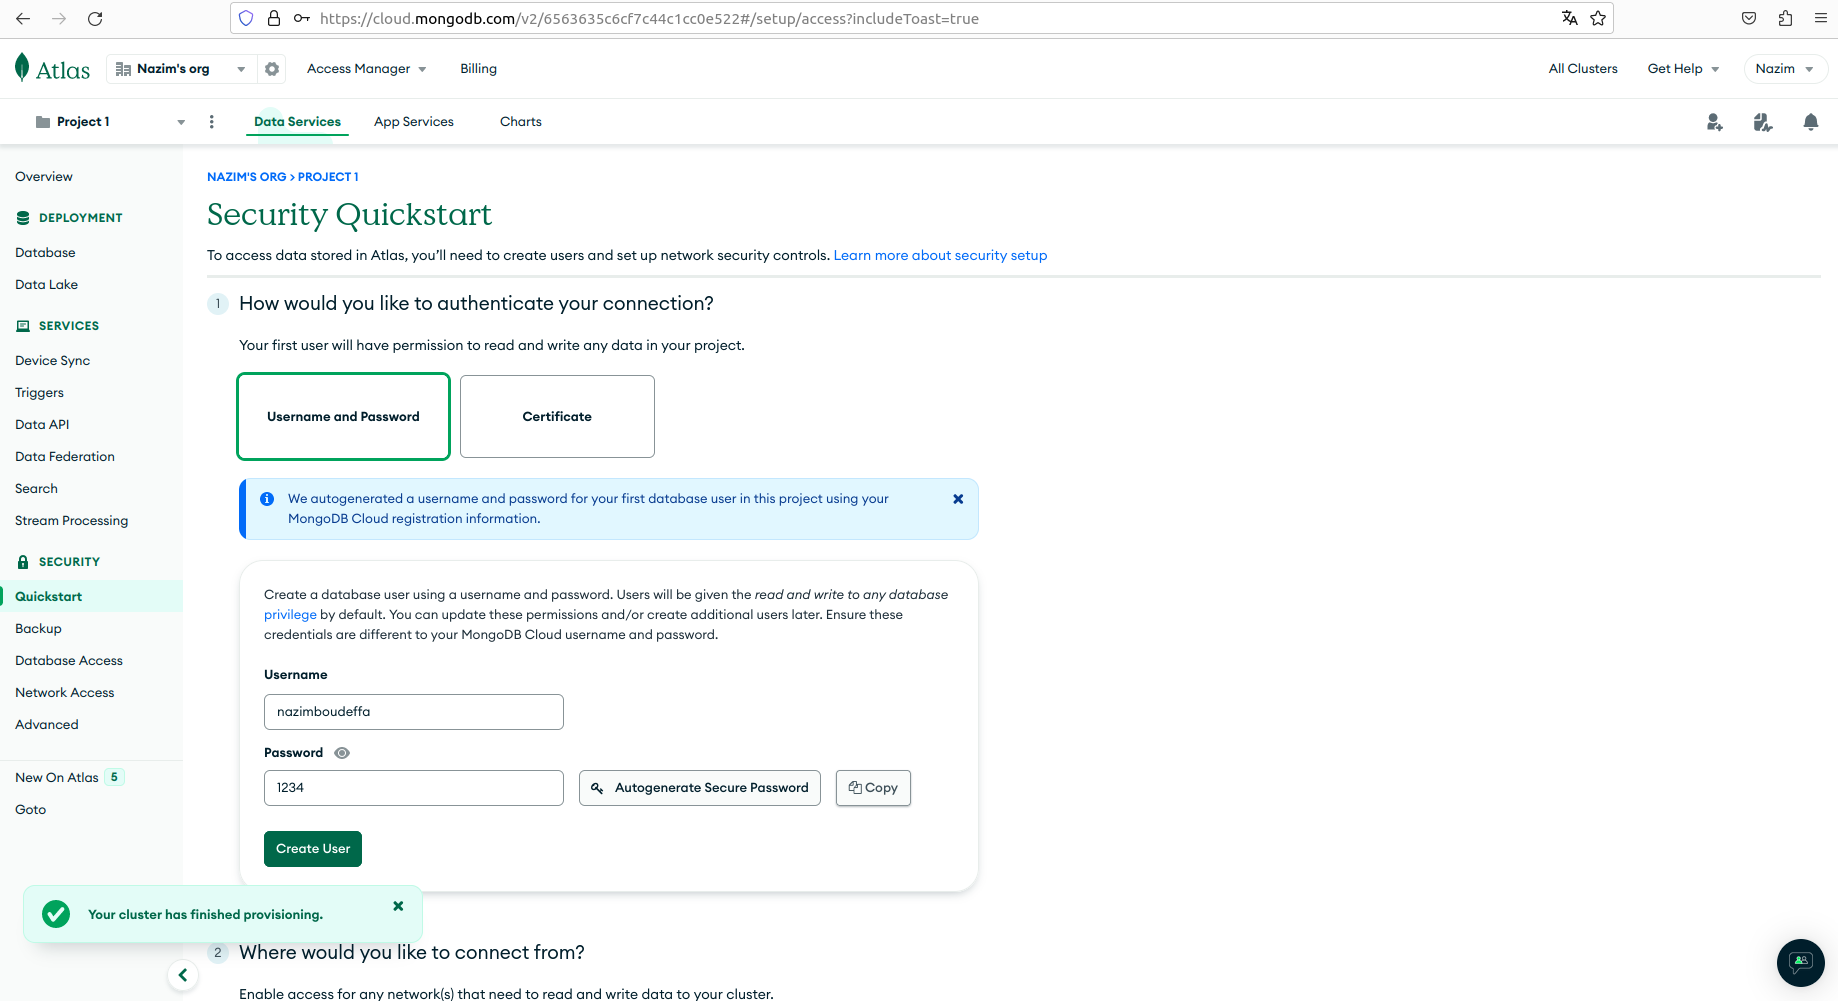 https://cloud.mongodb.com/v2/6563635c6cf7c44c1cc0e522#/setup/access?includeToast=true
Atlas
Nazim's org
Access Manager
Billing
All Clusters
Get Help
Nazim
Project 1
Data Services
App Services
Charts
Overview
DEPLOYMENT
Database
Data Lake
SERVICES
Device Sync
Triggers
Data API
Data Federation
Search
Stream Processing
SECURITY
Quickstart
Backup
Database Access
Network Access
Advanced
New On Atlas 5
Goto
NAZIM'S ORG > PROJECT 1
Security Quickstart
To access data stored in Atlas, you’ll need to create users and set up network security controls. Learn more about security setup
1 How would you like to authenticate your connection?
Your first user will have permission to read and write any data in your project.
Username and Password
Certificate
We autogenerated a username and password for your first database user in this project using your
MongoDB Cloud registration information.
Create a database user using a username and password. Users will be given the read and write to any database
privilege by default. You can update these permissions and/or create additional users later. Ensure these
credentials are different to your MongoDB Cloud username and password.
Username
nazimboudeffa
Password
1234
Autogenerate Secure Password
Copy
Create User
Your cluster has finished provisioning.
2 Where would you like to connect from?
Enable access for any network(s) that need to read and write data to your cluster.